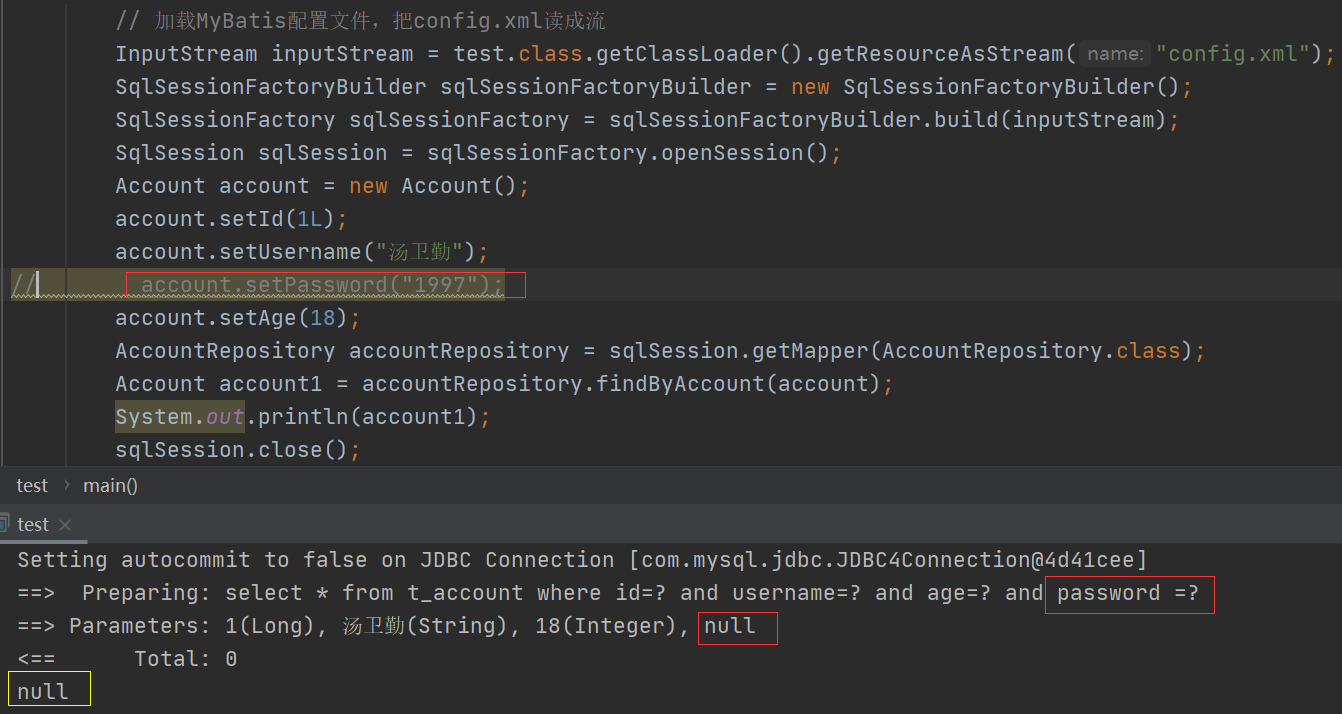 // 加载MyBatis配置文件，把config.xml读成流
InputStream inputStream = test.class.getClassLoader().getResourceAsStream( name: "config.xml");
SqlSessionFactoryBuilder sqlSessionFactoryBuilder = new SqlSessionFactoryBuilder();
SqlSessionFactory sqlSessionFactory = sqlSessionFactoryBuilder.build(inputStream);
SqlSession sqlSession = sqlSessionFactory.openSession();
Account account = new Account();
account.setId(1L);
account.setUsername("汤卫勤");
// account.setPassword("1997");
account.setAge(18);
AccountRepository accountRepository = sqlSession.getMapper(AccountRepository.class);
Account account1 = accountRepository.findByAccount(account);
System.out.println(account1);
sqlSession.close();
test › main()
test ×
Setting autocommit to false on JDBC Connection [com.mysql.jdbc.JDBC4Connection@4d41cee]
==>  Preparing: select * from t_account where id=? and username=? and age=? and password =?
==> Parameters: 1(Long), 汤卫勤(String), 18(Integer), null
<==      Total: 0
null